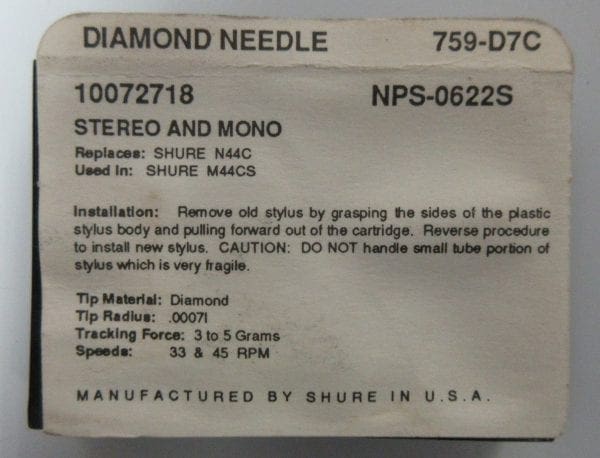 DIAMOND NEEDLE 759-D7C
10072718 NPS-0622S
STEREO AND MONO
Replaces: SHURE N44C
Used In: SHURE M44CS
Installation: Remove old stylus by grasping the sides of the plastic
stylus body and pulling forward out of the cartridge. Reverse procedure
to install new stylus. CAUTION: DO NOT handle small tube portion of
stylus which is very fragile.
Tip Material: Diamond
Tip Radius: .0007I
Tracking Force: 3 to 5 Grams
Speeds: 33 & 45 RPM
MANUFACTURED BY SHURE IN U.S.A.